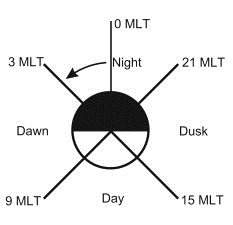 0 MLT
3 MLT
Night
21 MLT
Dawn
Dusk
9 MLT
Day
15 MLT